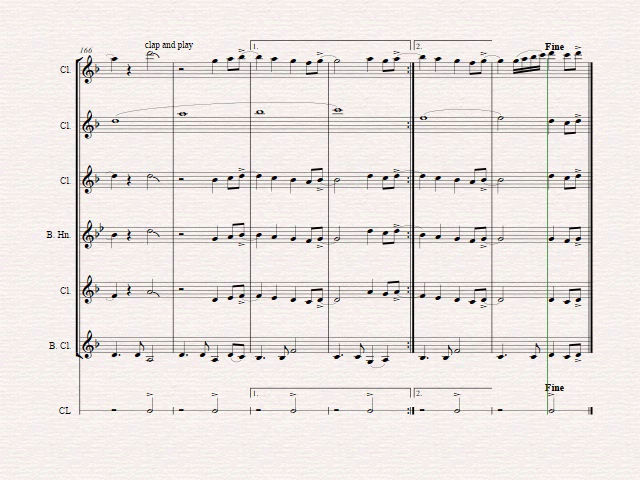 166
clap and play
1.
2.
Fine
Cl.
Cl.
Cl.
B. Hn.
Cl.
B. Cl.
1.
2.
Fine
CL